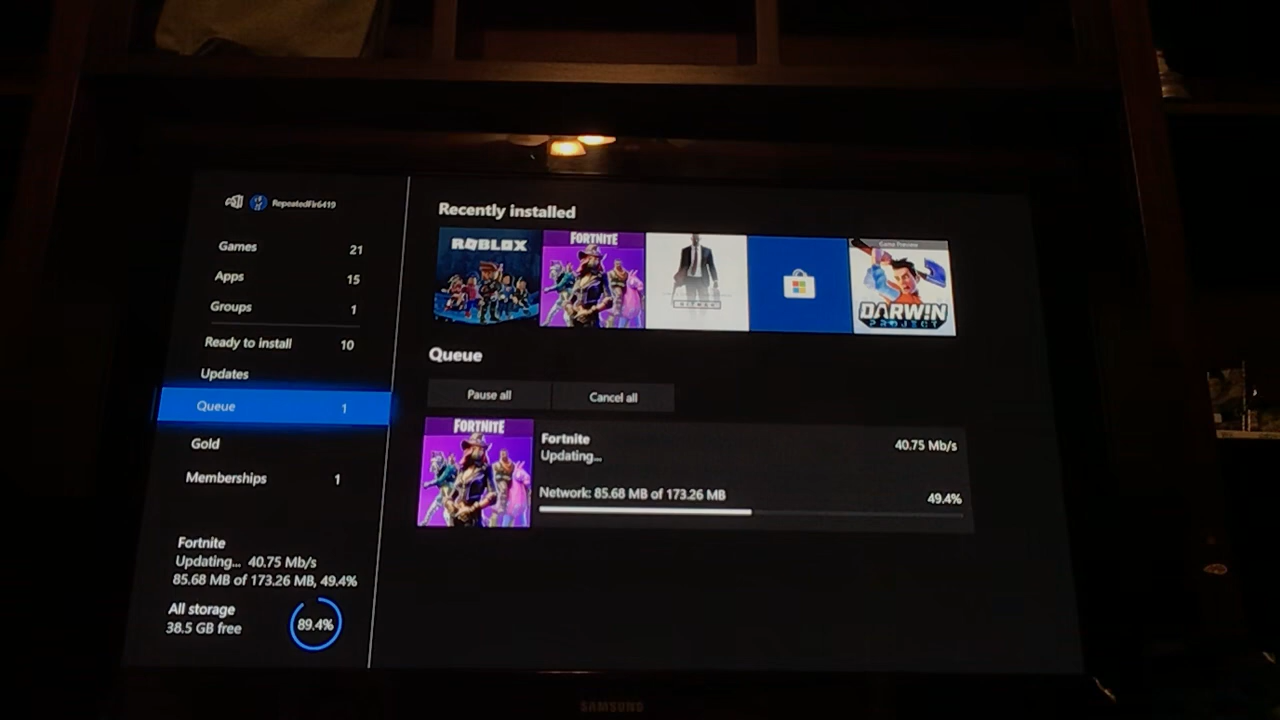 RepeatedFir6419
Games 21
Apps 15
Groups 1
Ready to install 10
Updates
Queue 1
Gold
Memberships 1
Fortnite
Updating... 40.75 Mb/s
85.68 MB of 173.26 MB, 49.4%
All storage
38.5 GB free
89.4%
Recently installed
ROBLOX
FORTNITE
HITMAN
Game Preview
DARWIN
PROJECT
Queue
Pause all
Cancel all
FORTNITE
Fortnite
40.75 Mb/s
Updating...
Network: 85.68 MB of 173.26 MB
49.4%
SAMSUNG